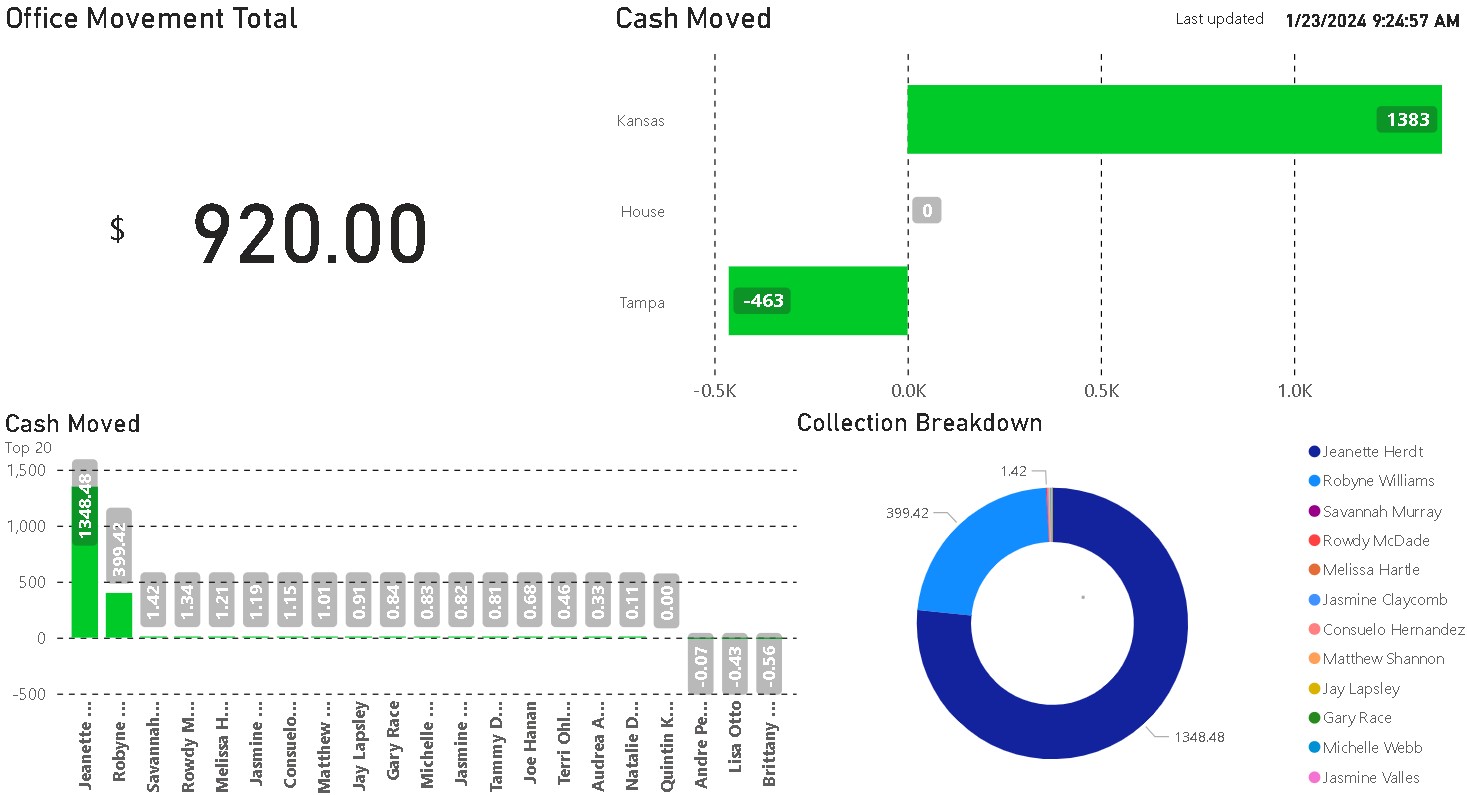 Office Movement Total
$ 920.00
Cash Moved
Last updated 1/23/2024 9:24:57 AM
Kansas
1383
House
0
Tampa
-463
-0.5K 0.0K 0.5K 1.0K
Cash Moved
Top 20
1,500
1,000
500
0
-500
1348.48
399.42
1.42
1.34
1.21
1.19
1.15
1.01
0.91
0.84
0.83
0.82
0.81
0.68
0.46
0.33
0.11
0.00
-0.07
-0.43
-0.56
Jeanette ...
Robyne ...
Savannah...
Rowdy M...
Melissa H...
Jasmine ...
Consuelo...
Matthew ...
Jay Lapsley
Gary Race
Michelle ...
Jasmine ...
Tammy D...
Joe Hanan
Terri Ohl...
Audrea A...
Natalie D...
Quintin K...
Andre Pe...
Lisa Otto
Brittany ...
Collection Breakdown
1.42
399.42
1348.48
Jeanette Herdt
Robyne Williams
Savannah Murray
Rowdy McDade
Melissa Hartle
Jasmine Claycomb
Consuelo Hernandez
Matthew Shannon
Jay Lapsley
Gary Race
Michelle Webb
Jasmine Valles